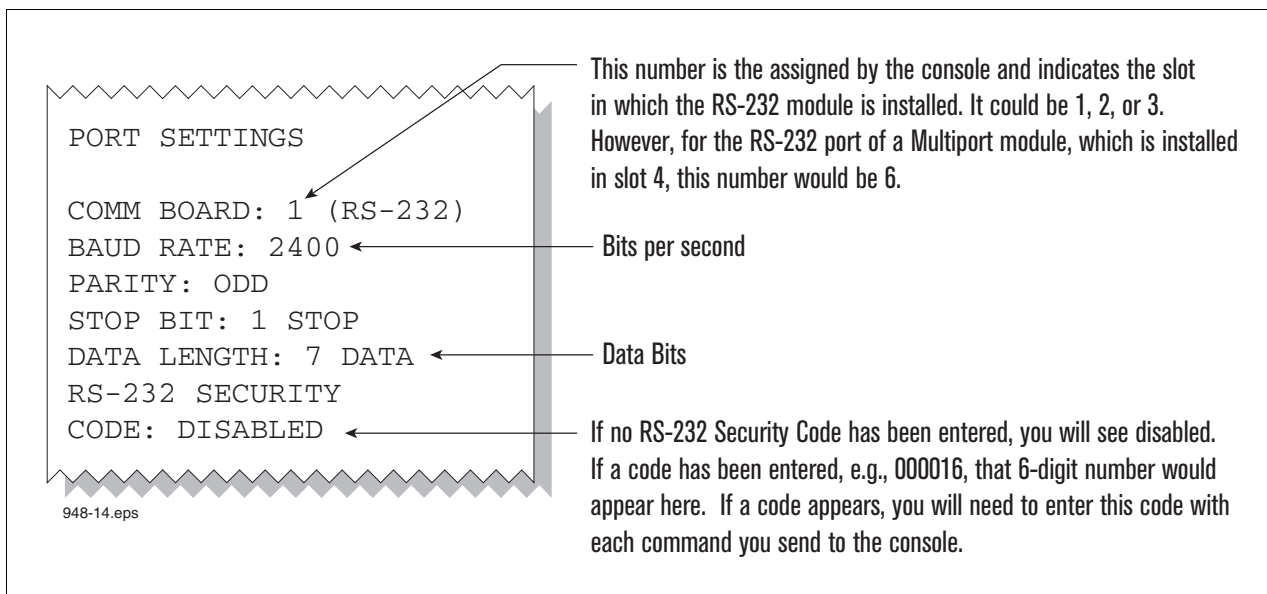 This number is the assigned by the console and indicates the slot
in which the RS-232 module is installed. It could be 1, 2, or 3.
However, for the RS-232 port of a Multiport module, which is installed
in slot 4, this number would be 6.
PORT SETTINGS
COMM BOARD: 1 (RS-232)
BAUD RATE: 2400
Bits per second
PARITY: ODD
STOP BIT: 1 STOP
DATA LENGTH: 7 DATA
Data Bits
RS-232 SECURITY
CODE: DISABLED
If no RS-232 Security Code has been entered, you will see disabled.
If a code has been entered, e.g., 000016, that 6-digit number would
appear here.  If a code appears, you will need to enter this code with
each command you send to the console.
948-14.eps